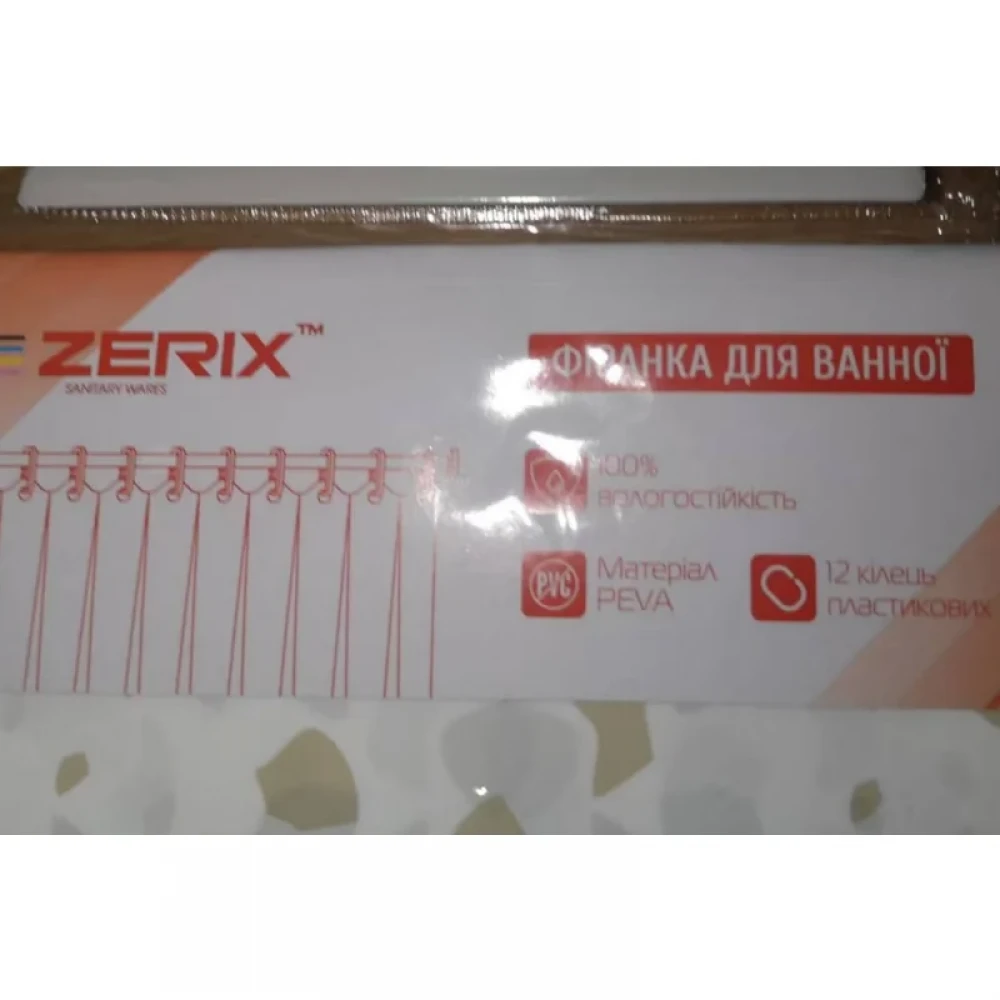 ZERIX™
SANITARY WARES
ФІРАНКА ДЛЯ ВАННОЇ
100%
вологостійкість
PVC
Матеріал
PEVA
12 кілець
пластикових